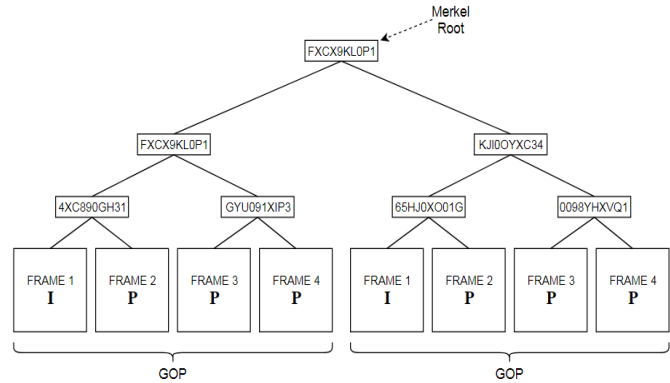 Merkel
Root
FXCX9KL0P1
FXCX9KL0P1
KJI0OYXC34
4XC890GH31
GYU091XIP3
65HJ0XO01G
0098YHXVQ1
FRAME 1
I
FRAME 2
P
FRAME 3
P
FRAME 4
P
FRAME 1
I
FRAME 2
P
FRAME 3
P
FRAME 4
P
GOP
GOP